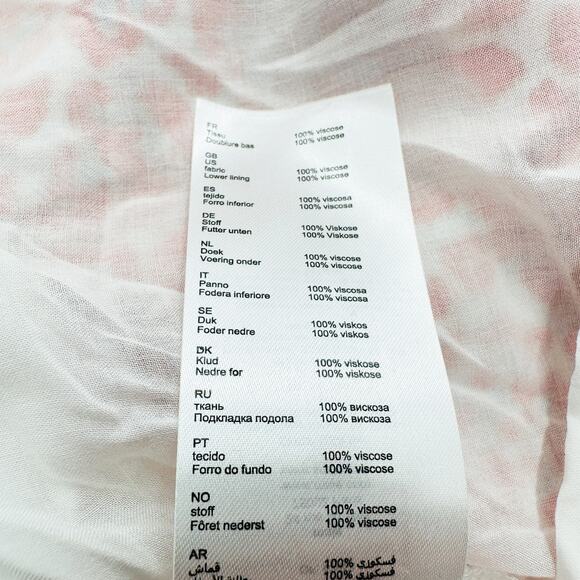 FR
Tissu 100% viscose
Doublure bas 100% viscose
GB
US
fabric 100% viscose
Lower lining 100% viscose
ES
tejido 100% viscosa
Forro inferior 100% viscosa
DE
Stoff 100% Viskose
Futter unten 100% Viskose
NL
Doek 100% viscose
Voering onder 100% viscose
IT
Panno 100% viscosa
Fodera inferiore 100% viscosa
SE
Duk 100% viskos
Foder nedre 100% viskos
DK
Klud 100% viscose
Nedre for 100% viskose
RU
ткань 100% вискоза
Подкладка подола 100% вискоза
PT
tecido 100% viscose
Forro do fundo 100% viscose
NO
stoff 100% viscose
Fôret nederst 100% viscose
AR
قماش 100% فسكوزي
100% فسكوزي